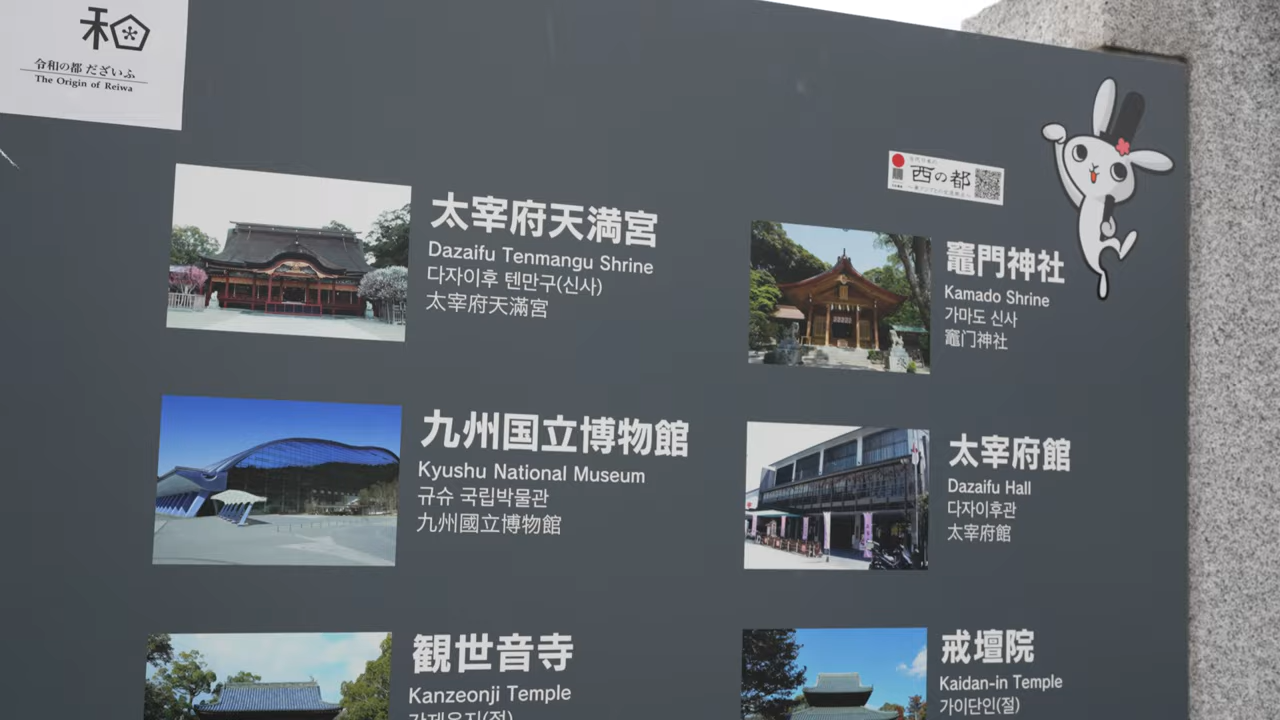 和
令和の都 だざいふ
The Origin of Reiwa
西の都
太宰府天満宮
Dazaifu Tenmangu Shrine
다자이후 텐만구(신사)
太宰府天滿宮
竈門神社
Kamado Shrine
가마도 신사
竈门神社
九州国立博物館
Kyushu National Museum
규슈 국립박물관
九州國立博物館
太宰府館
Dazaifu Hall
다자이후관
太宰府館
観世音寺
Kanzeonji Temple
戒壇院
Kaidan-in Temple
가이단인(절)